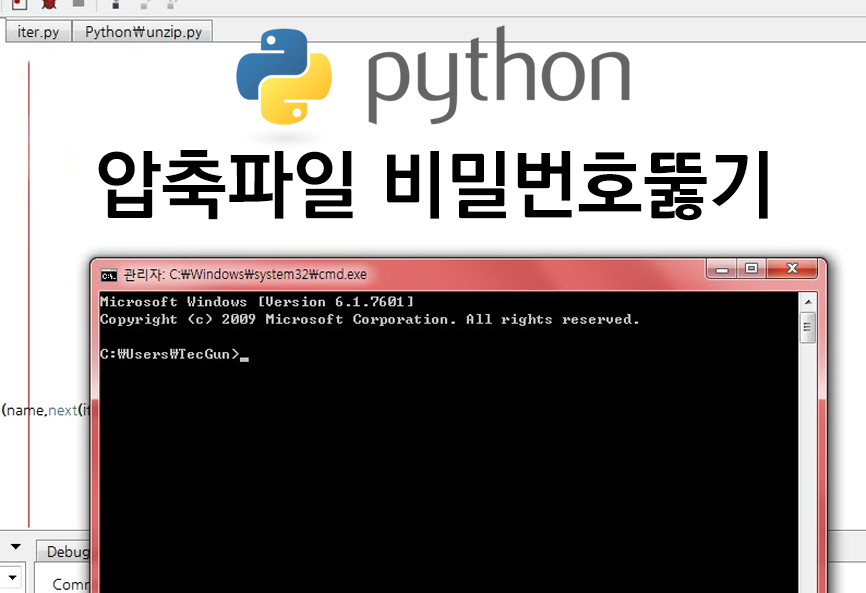 iter.py Python₩unzip.py
python
압축파일 비밀번호뚫기
관리자: C:₩Windows₩system32₩cmd.exe
Microsoft Windows [Version 6.1.7601]
Copyright (c) 2009 Microsoft Corporation. All rights reserved.
C:₩Users₩TecGun>
(name,next(it
Debug
Comm